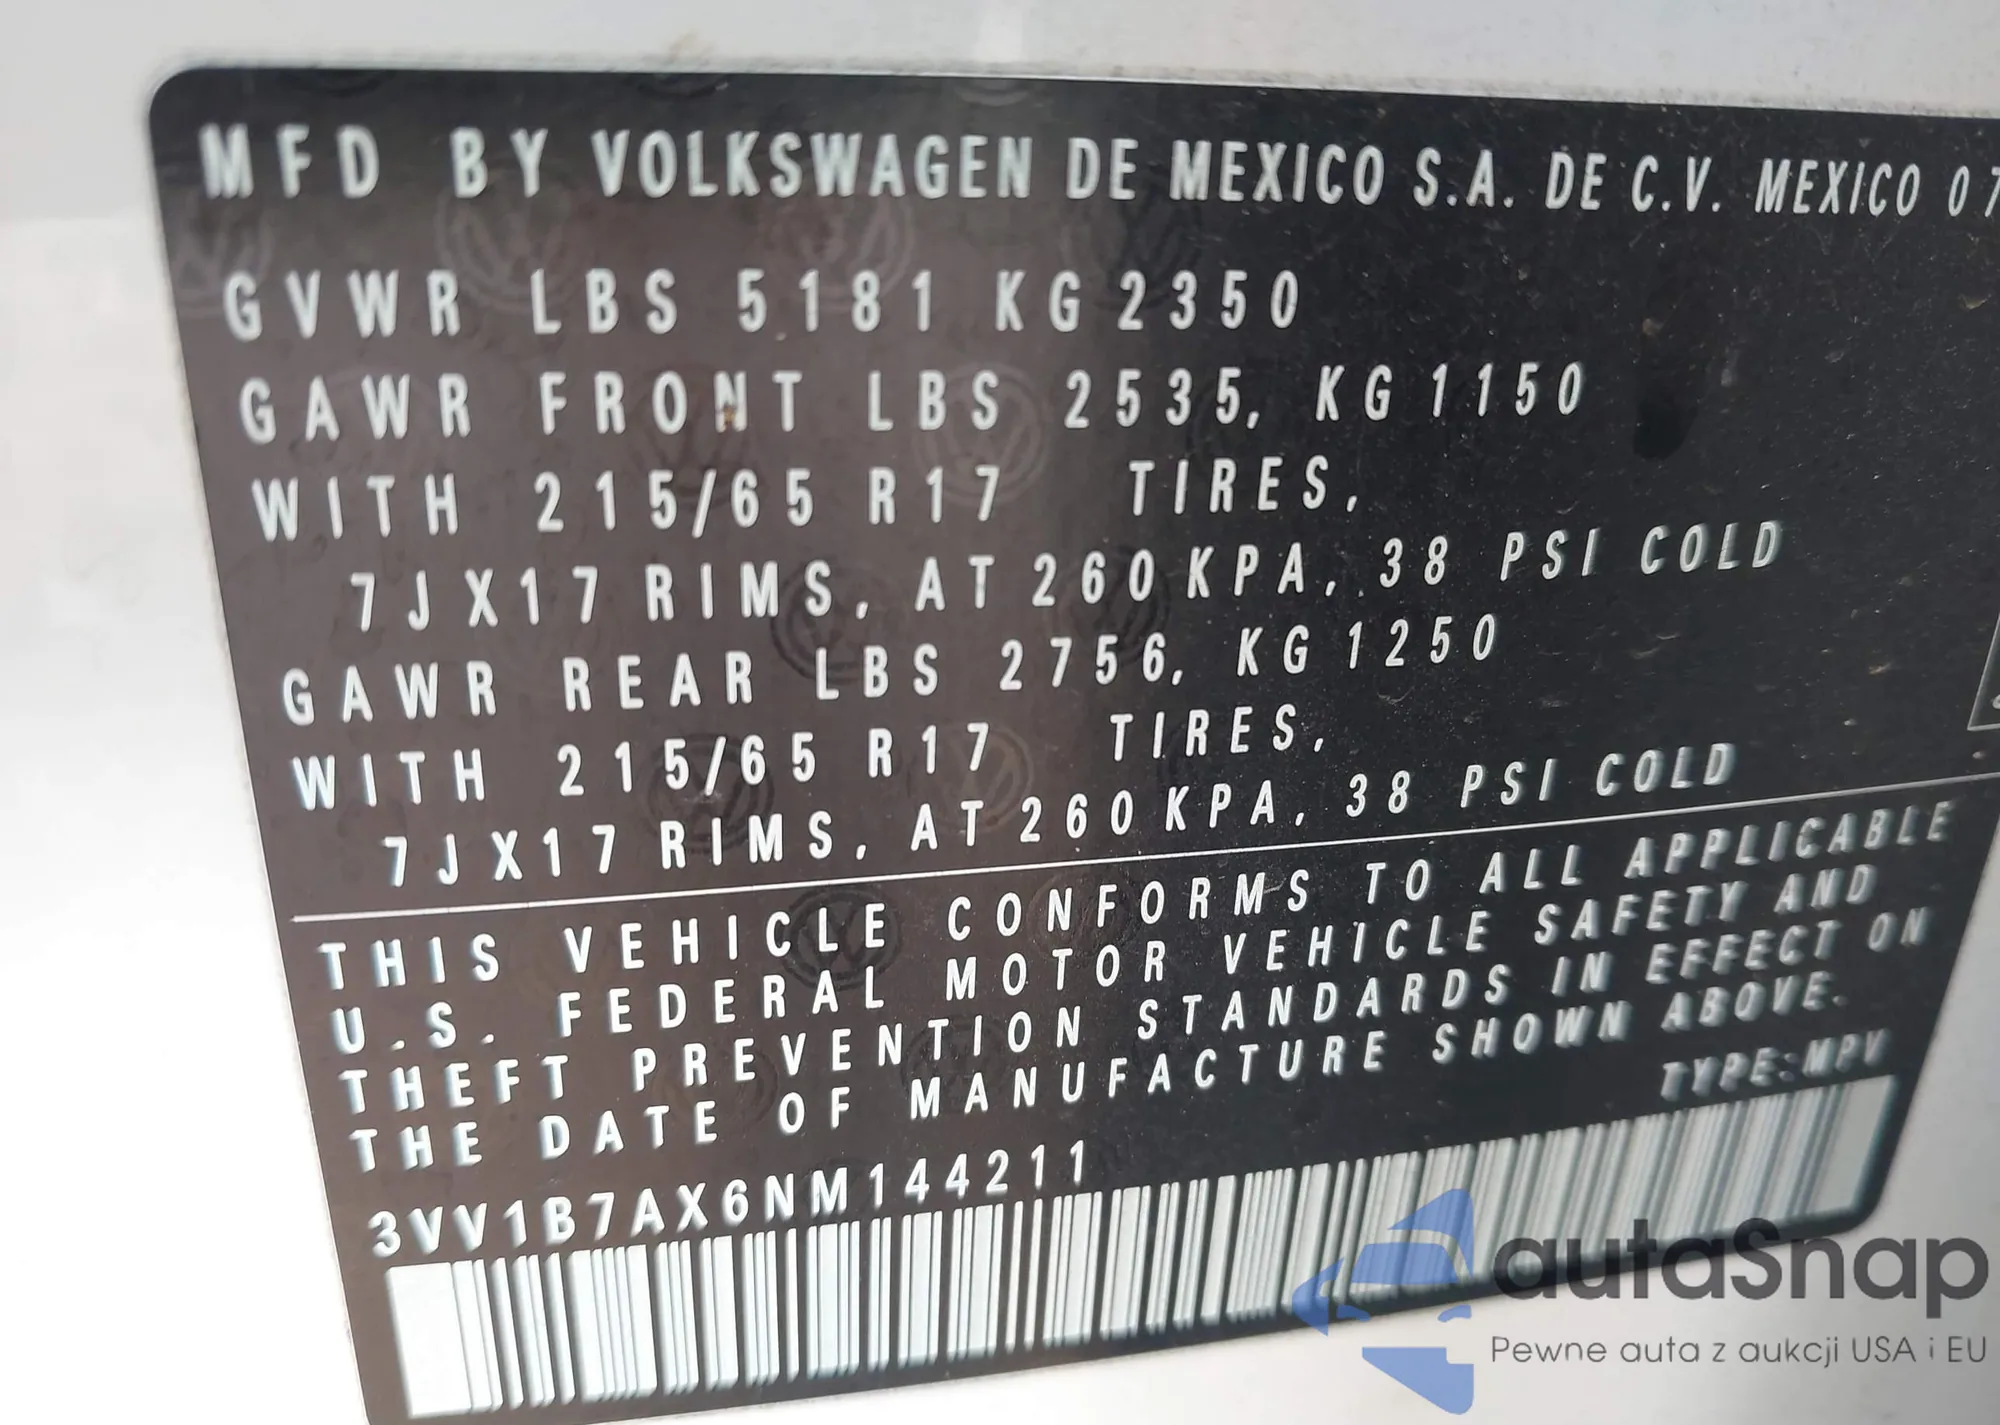 MFD BY VOLKSWAGEN DE MEXICO S.A. DE C.V. MEXICO 07
GVWR LBS 5181 KG 2350
GAWR FRONT LBS 2535, KG 1150
WITH 215/65 R17 TIRES,
7JX17 RIMS, AT 260 KPA, 38 PSI COLD
GAWR REAR LBS 2756, KG 1250
WITH 215/65 R17 TIRES,
7JX17 RIMS, AT 260 KPA, 38 PSI COLD
THIS VEHICLE CONFORMS TO ALL APPLICABLE
U.S. FEDERAL MOTOR VEHICLE SAFETY AND
THEFT PREVENTION STANDARDS IN EFFECT ON
THE DATE OF MANUFACTURE SHOWN ABOVE.
TYPE:MPV
3VV1B7AX6NM144211
autaSnap
Pewne auta z aukcji USA i EU